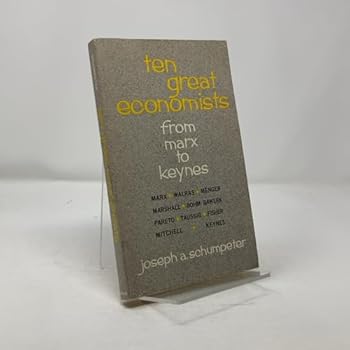 ten
great
economists
from
marx
to
keynes
MARX WALRAS MENGER
MARSHALL BOHM BAWERK
PARETO TAUSSIG FISHER
MITCHELL KEYNES
joseph a. schumpeter